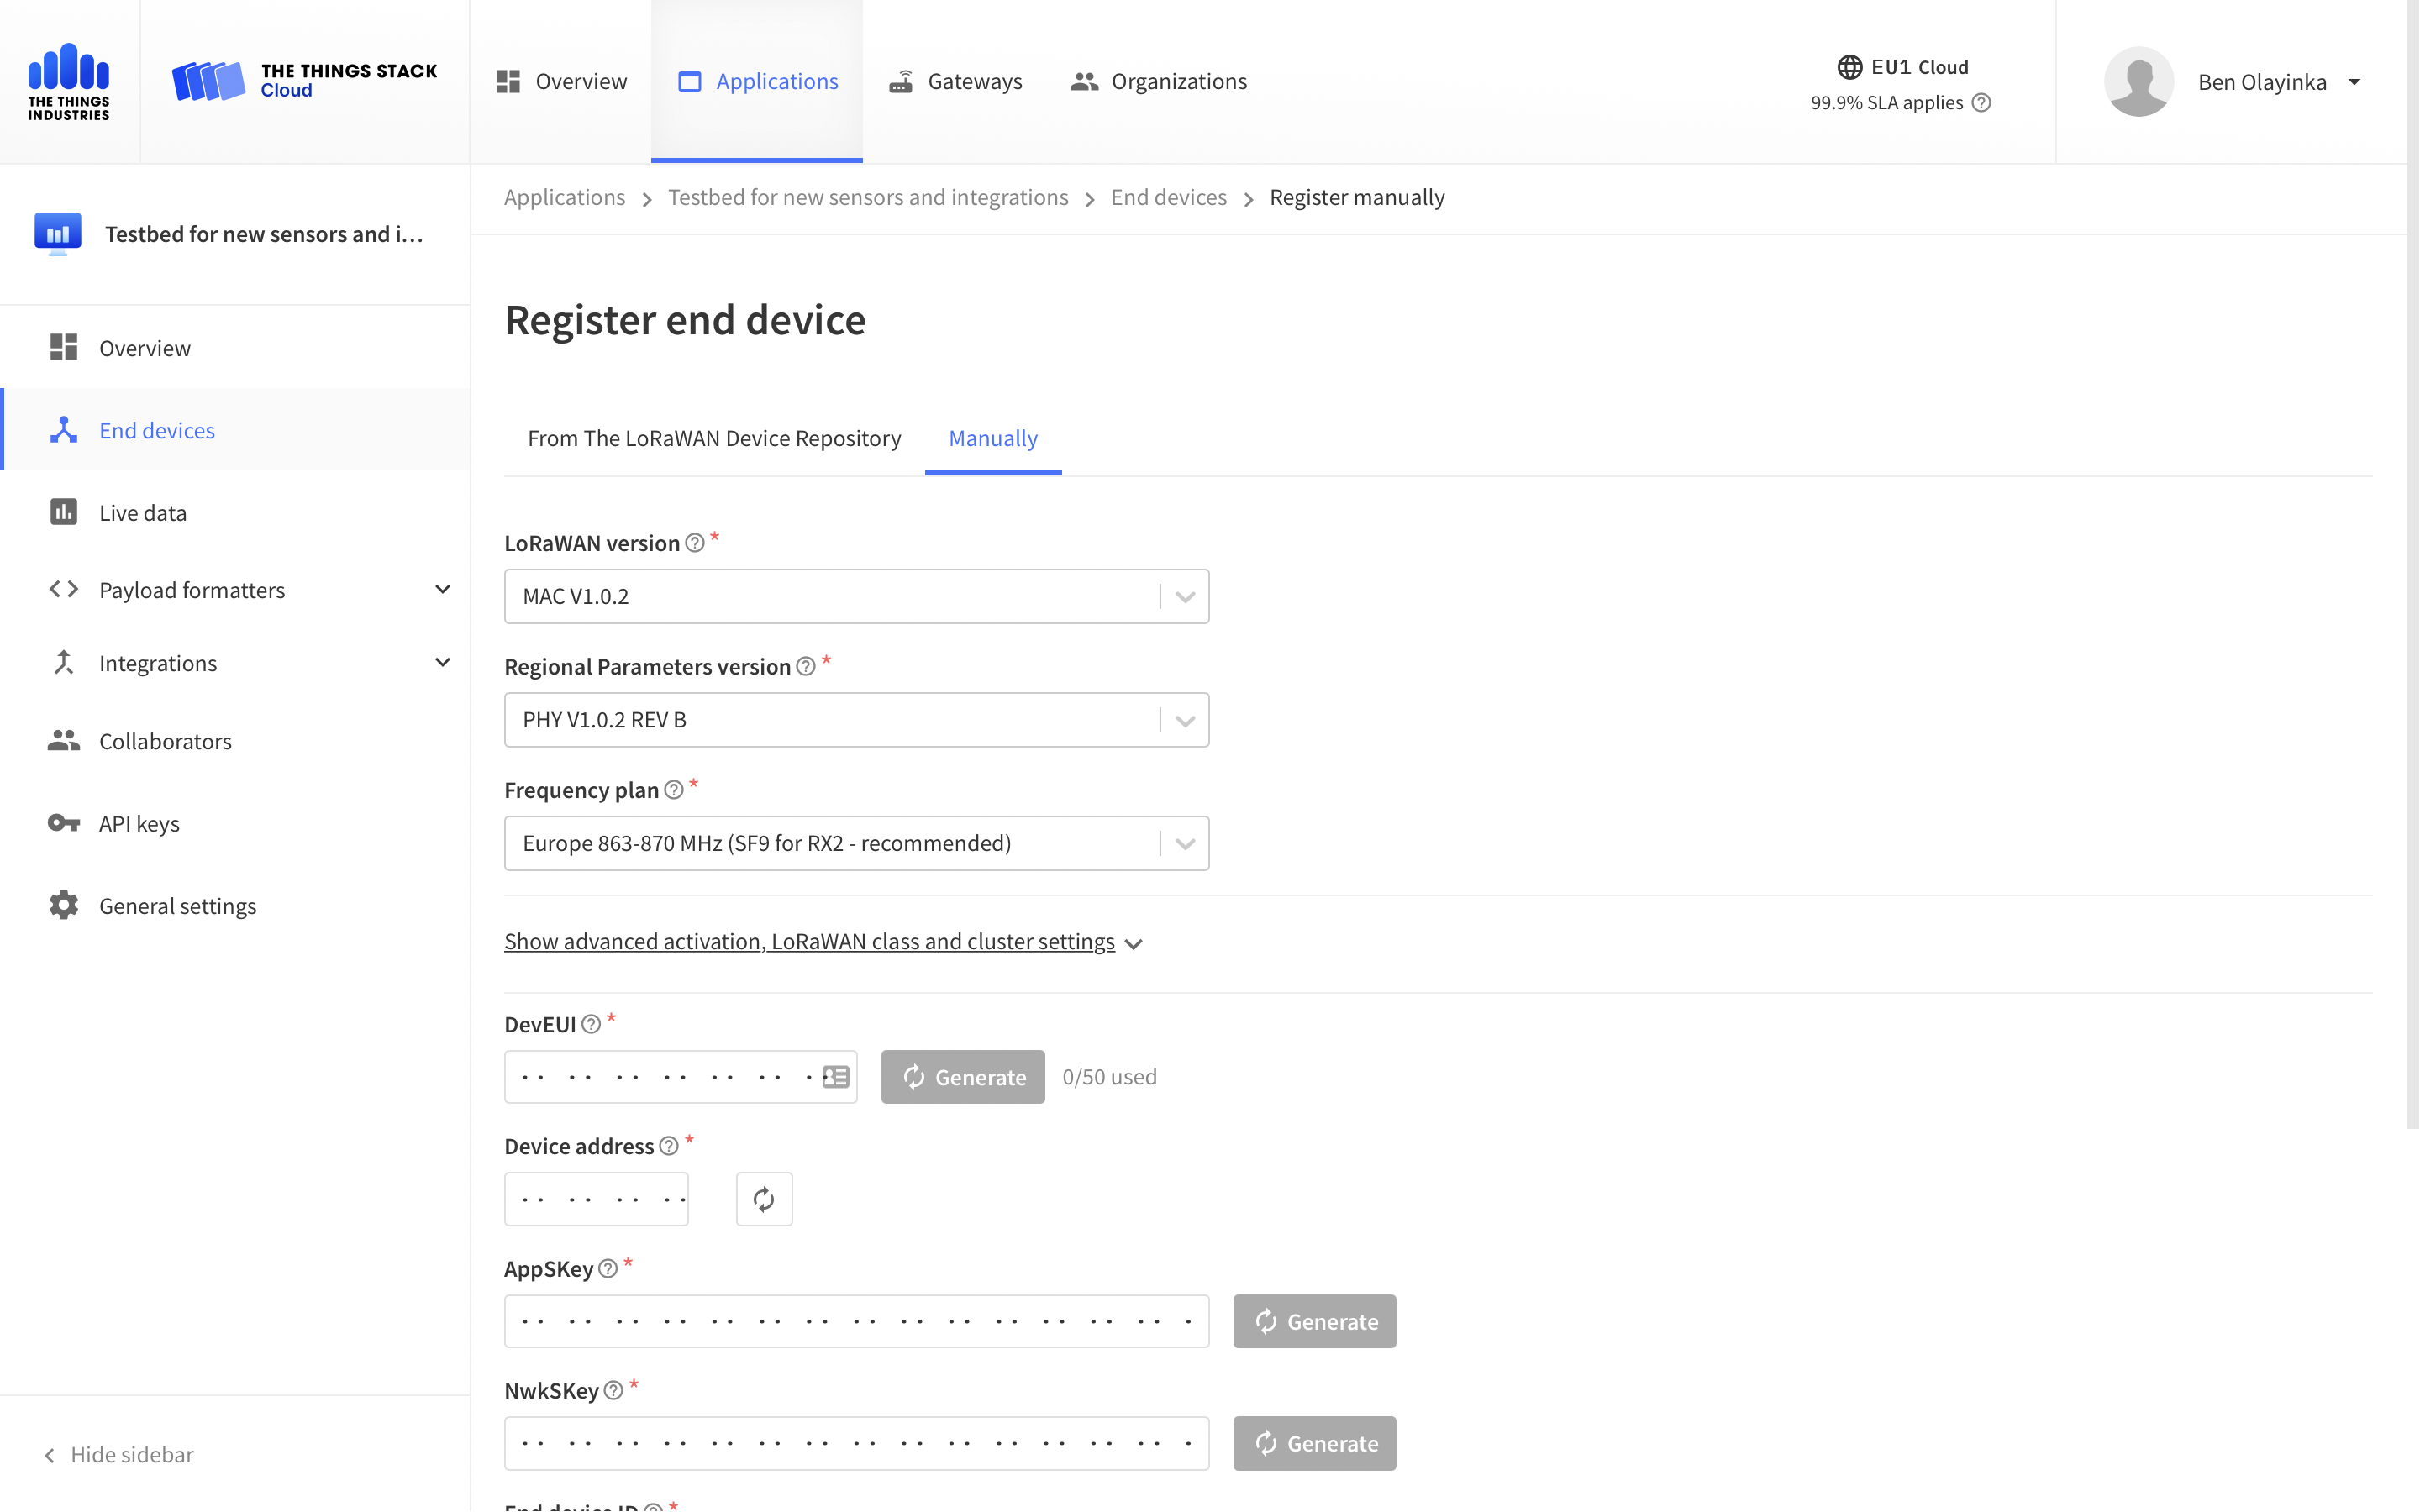 THE THINGS
INDUSTRIES
THE THINGS STACK
Cloud
Overview
Applications
Gateways
Organizations
EU1 Cloud
99.9% SLA applies
Ben Olayinka
Testbed for new sensors and i...
Overview
End devices
Live data
Payload formatters
Integrations
Collaborators
API keys
General settings
Hide sidebar
Applications > Testbed for new sensors and integrations > End devices > Register manually
Register end device
From The LoRaWAN Device Repository
Manually
LoRaWAN version *
MAC V1.0.2
Regional Parameters version *
PHY V1.0.2 REV B
Frequency plan *
Europe 863-870 MHz (SF9 for RX2 - recommended)
Show advanced activation, LoRaWAN class and cluster settings
DevEUI *
Generate
0/50 used
Device address *
AppSKey *
Generate
NwkSKey *
Generate
End device ID *